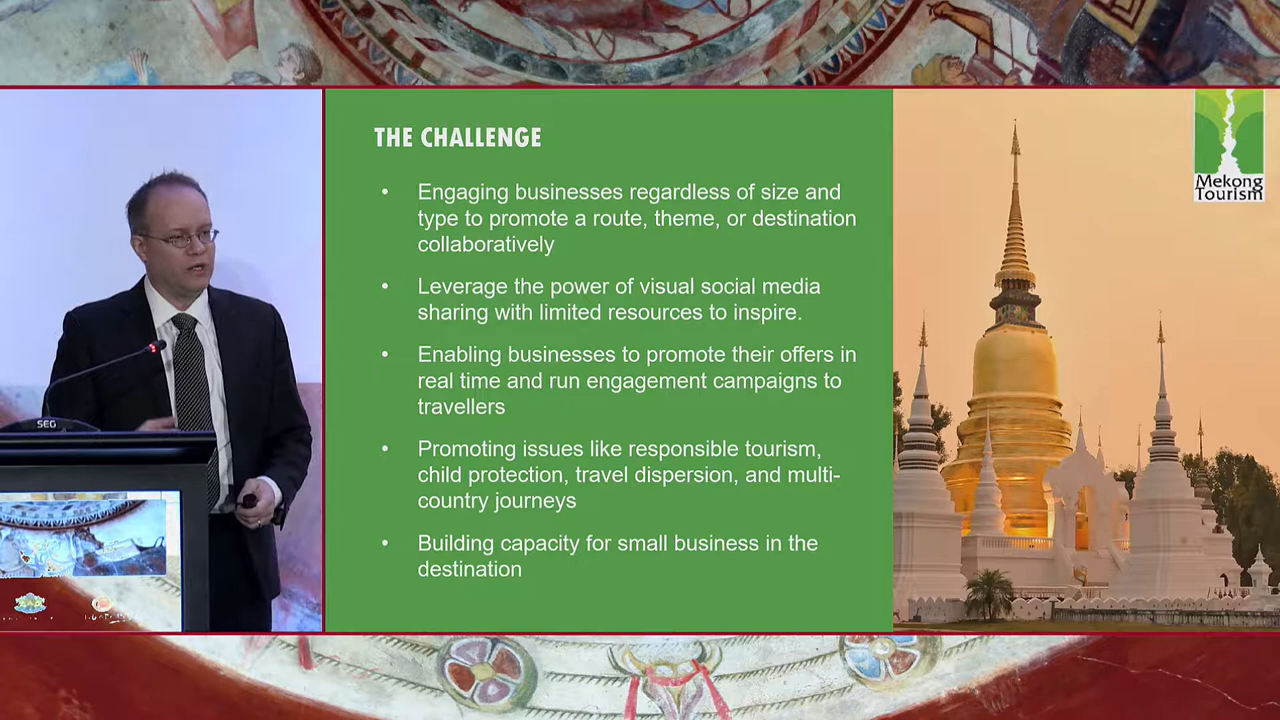 THE CHALLENGE
• Engaging businesses regardless of size and
type to promote a route, theme, or destination
collaboratively
• Leverage the power of visual social media
sharing with limited resources to inspire.
• Enabling businesses to promote their offers in
real time and run engagement campaigns to
travellers
• Promoting issues like responsible tourism,
child protection, travel dispersion, and multi-
country journeys
• Building capacity for small business in the
destination
Mekong
Tourism
SEG